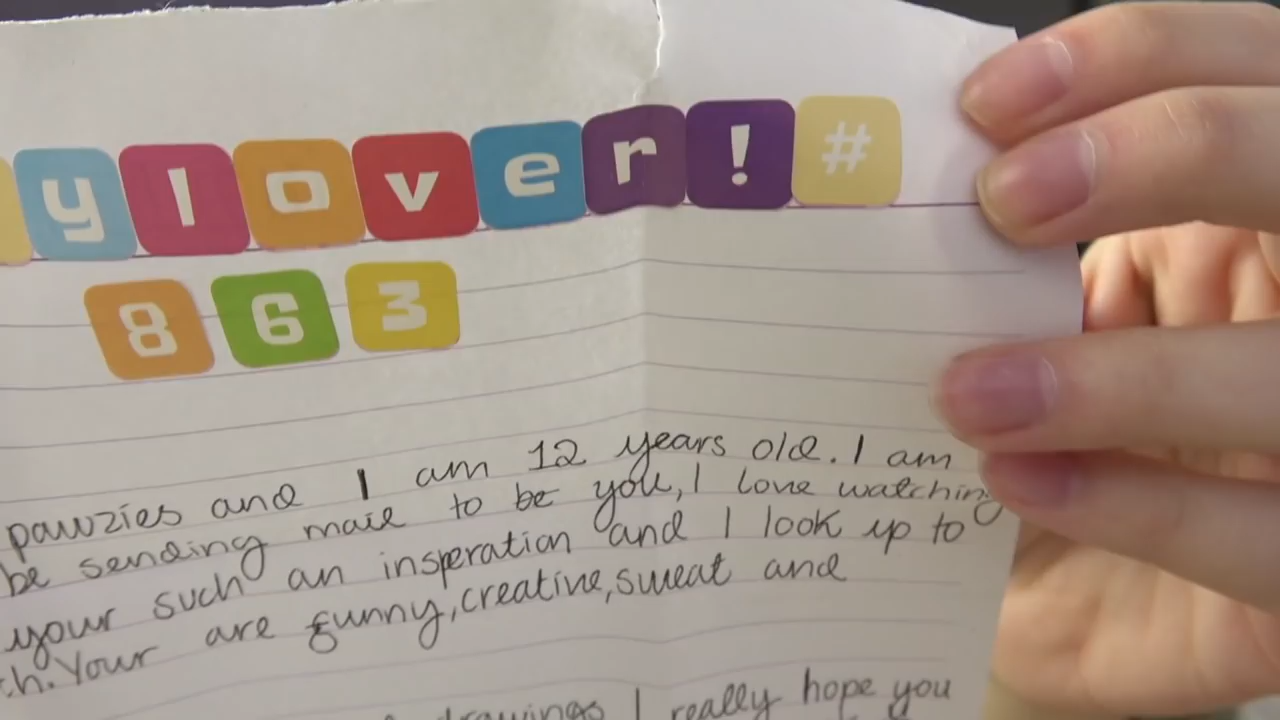 ylover!#
863
pawzies and I am 12 years old. I am
be sending mail to be you, I love watching
your such an insperation and I look up to
ch. Your are funny, creative, sweat and
drawings I really hope you